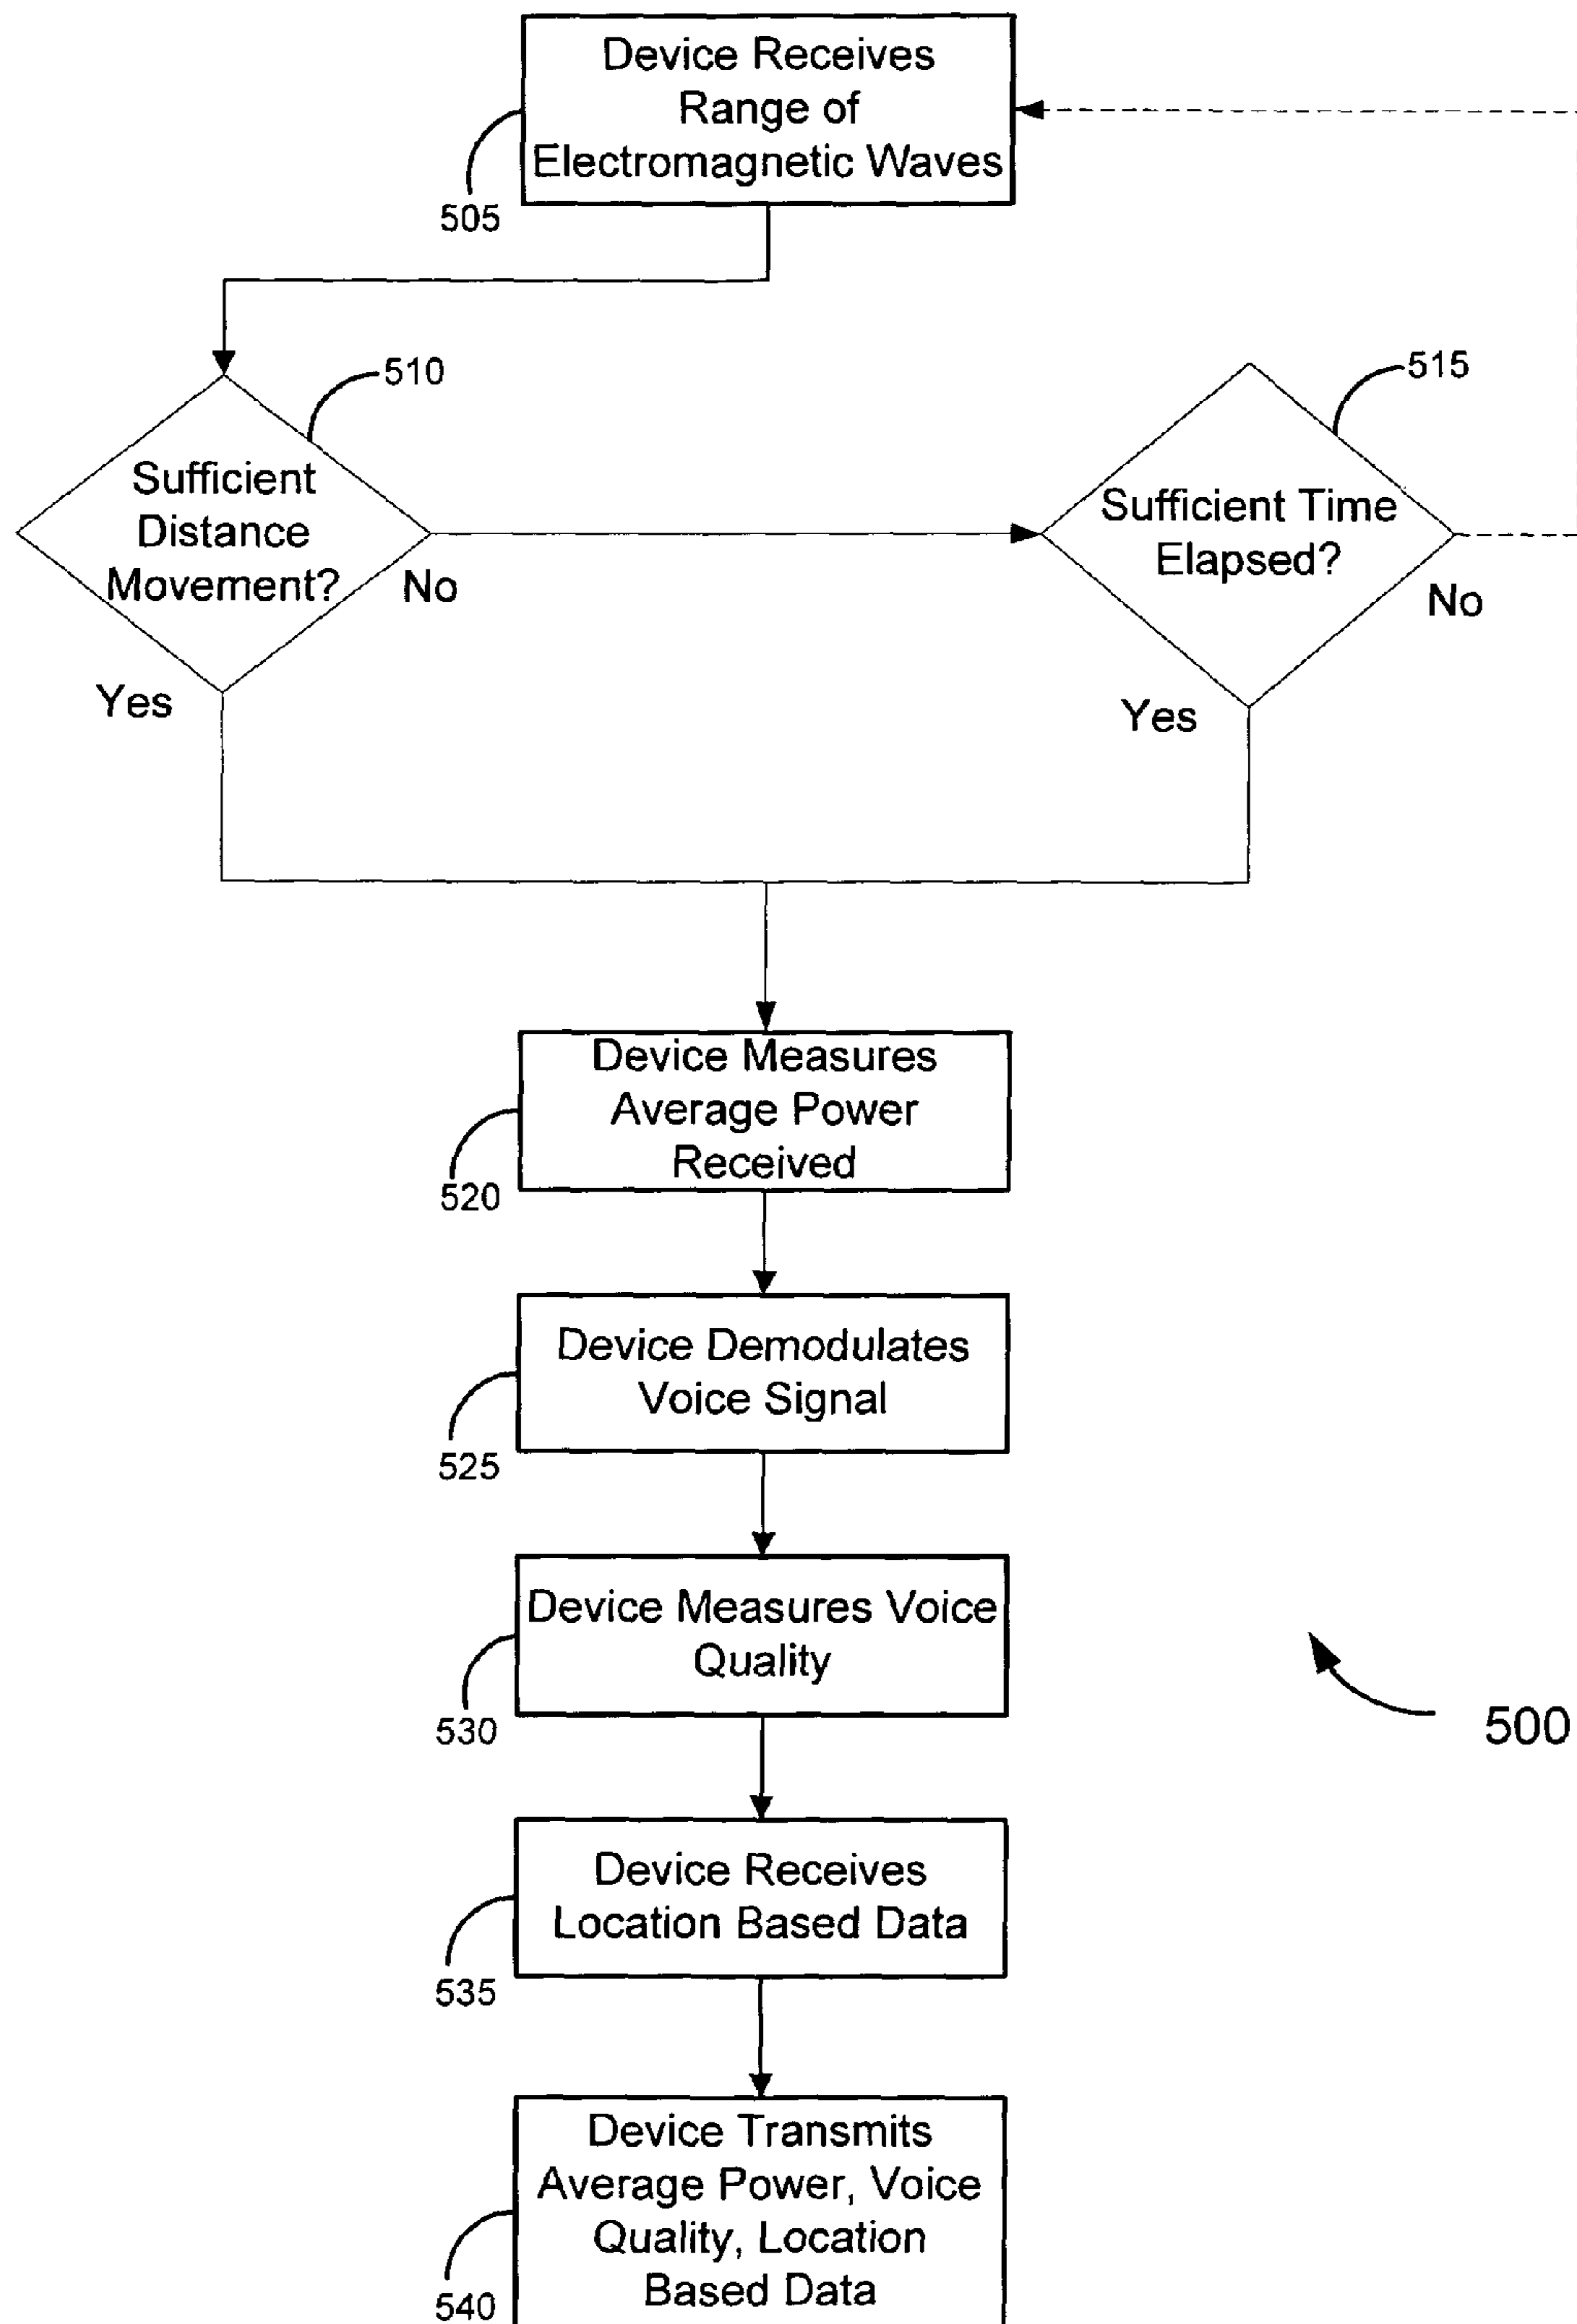 Device Receives
Range of
Electromagnetic Waves
505
510
Sufficient
Distance
Movement?
No
Yes
515
Sufficient Time
Elapsed?
No
Yes
Device Measures
Average Power
Received
520
Device Demodulates
Voice Signal
525
Device Measures Voice
Quality
530
500
Device Receives
Location Based Data
535
Device Transmits
Average Power, Voice
Quality, Location
Based Data
540